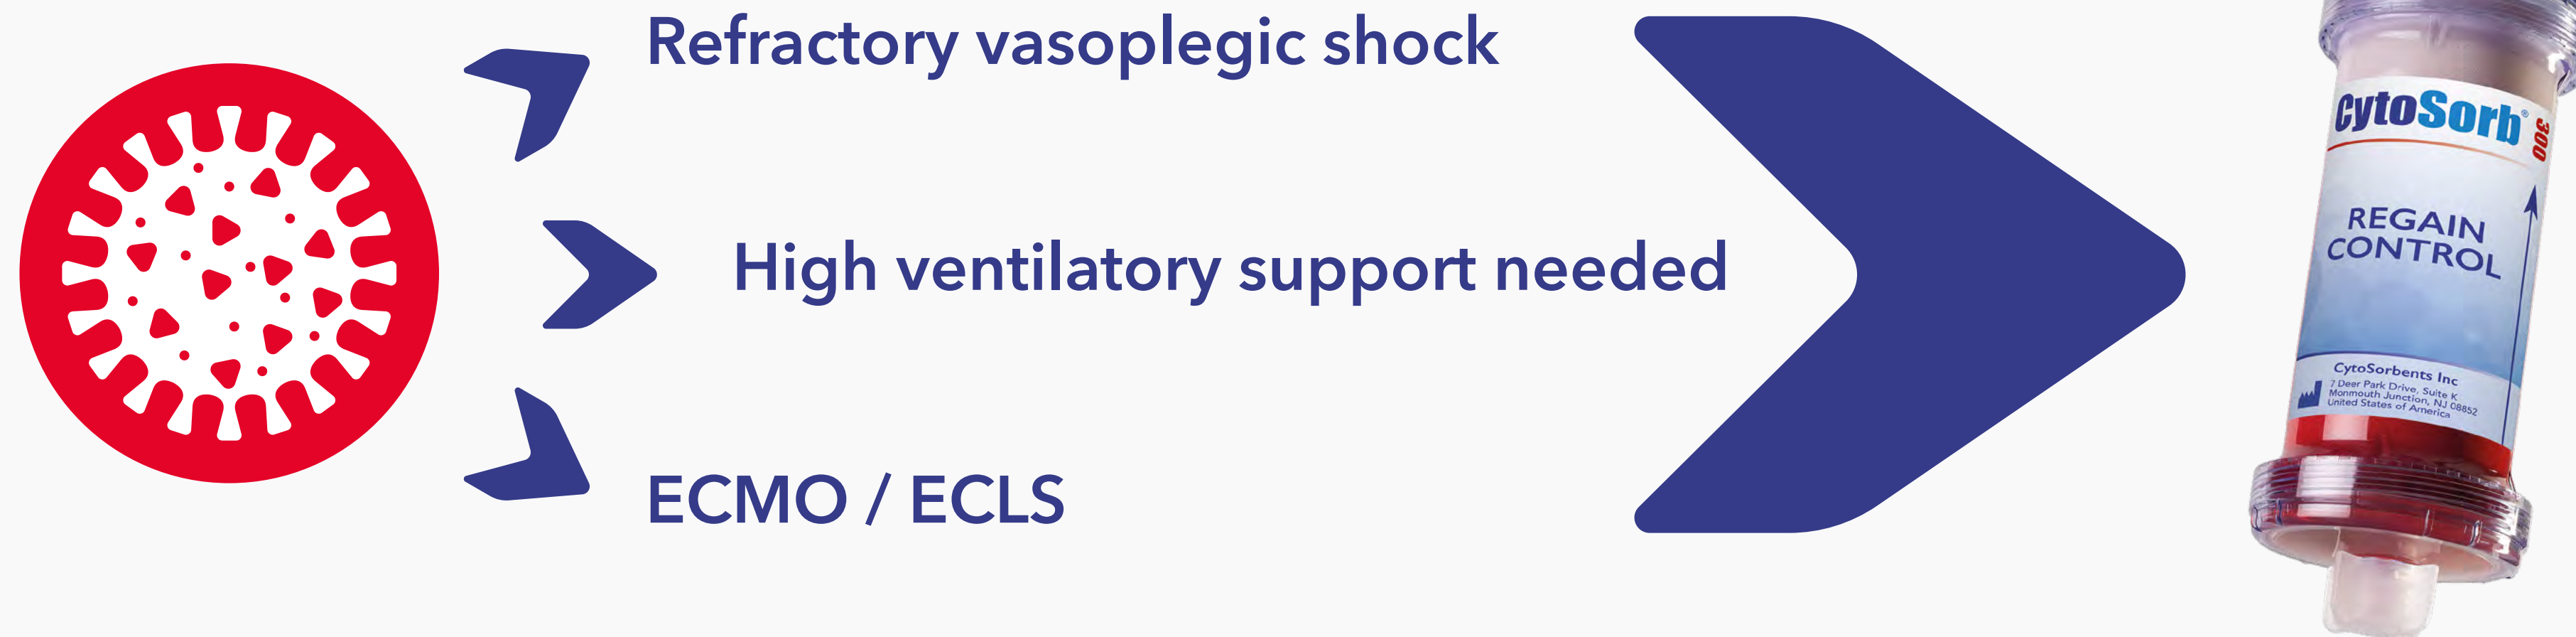 Refractory vasoplegic shock
High ventilatory support needed
ECMO / ECLS
CytoSorb® 300
REGAIN
CONTROL
CytoSorbents Inc
7 Deer Park Drive, Suite K
Monmouth Junction, NJ 08852
United States of America